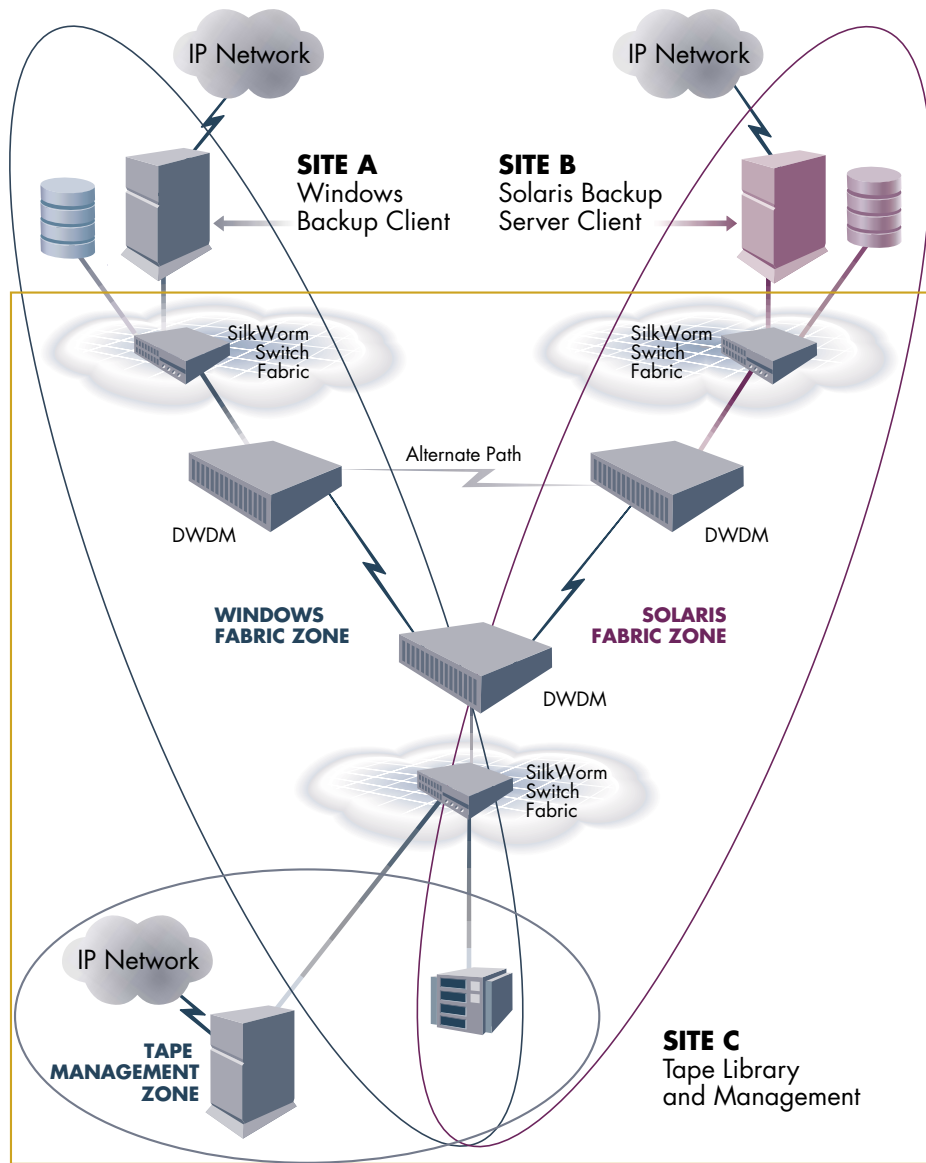 IP Network
IP Network
SITE A
Windows
Backup Client
SITE B
Solaris Backup
Server Client
SilkWorm
Switch
Fabric
SilkWorm
Switch
Fabric
Alternate Path
DWDM
DWDM
WINDOWS
FABRIC ZONE
SOLARIS
FABRIC ZONE
DWDM
SilkWorm
Switch
Fabric
IP Network
TAPE
MANAGEMENT
ZONE
SITE C
Tape Library
and Management